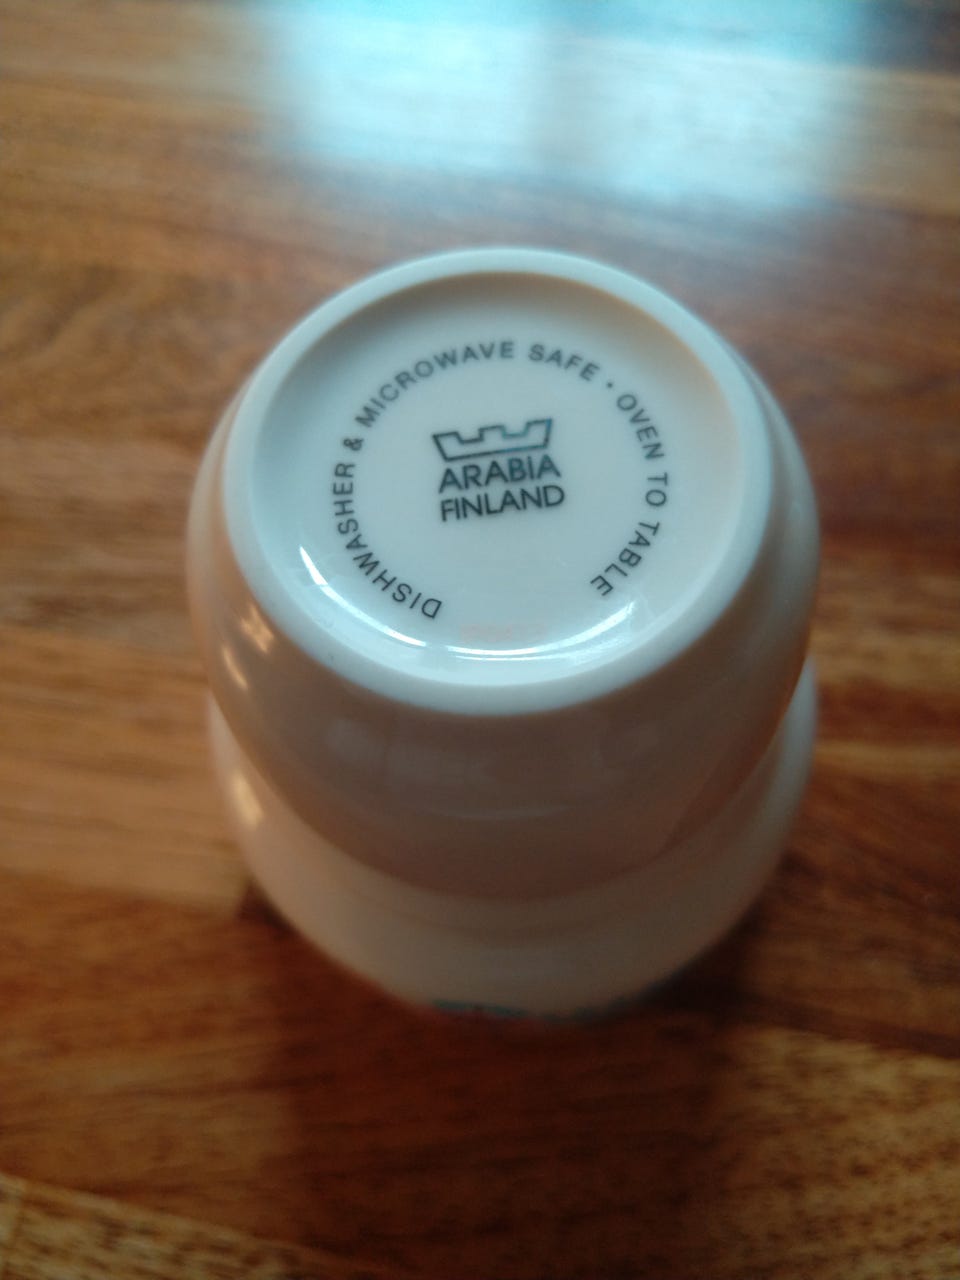 DISHWASHER & MICROWAVE SAFE • OVEN TO TABLE
ARABIA
FINLAND